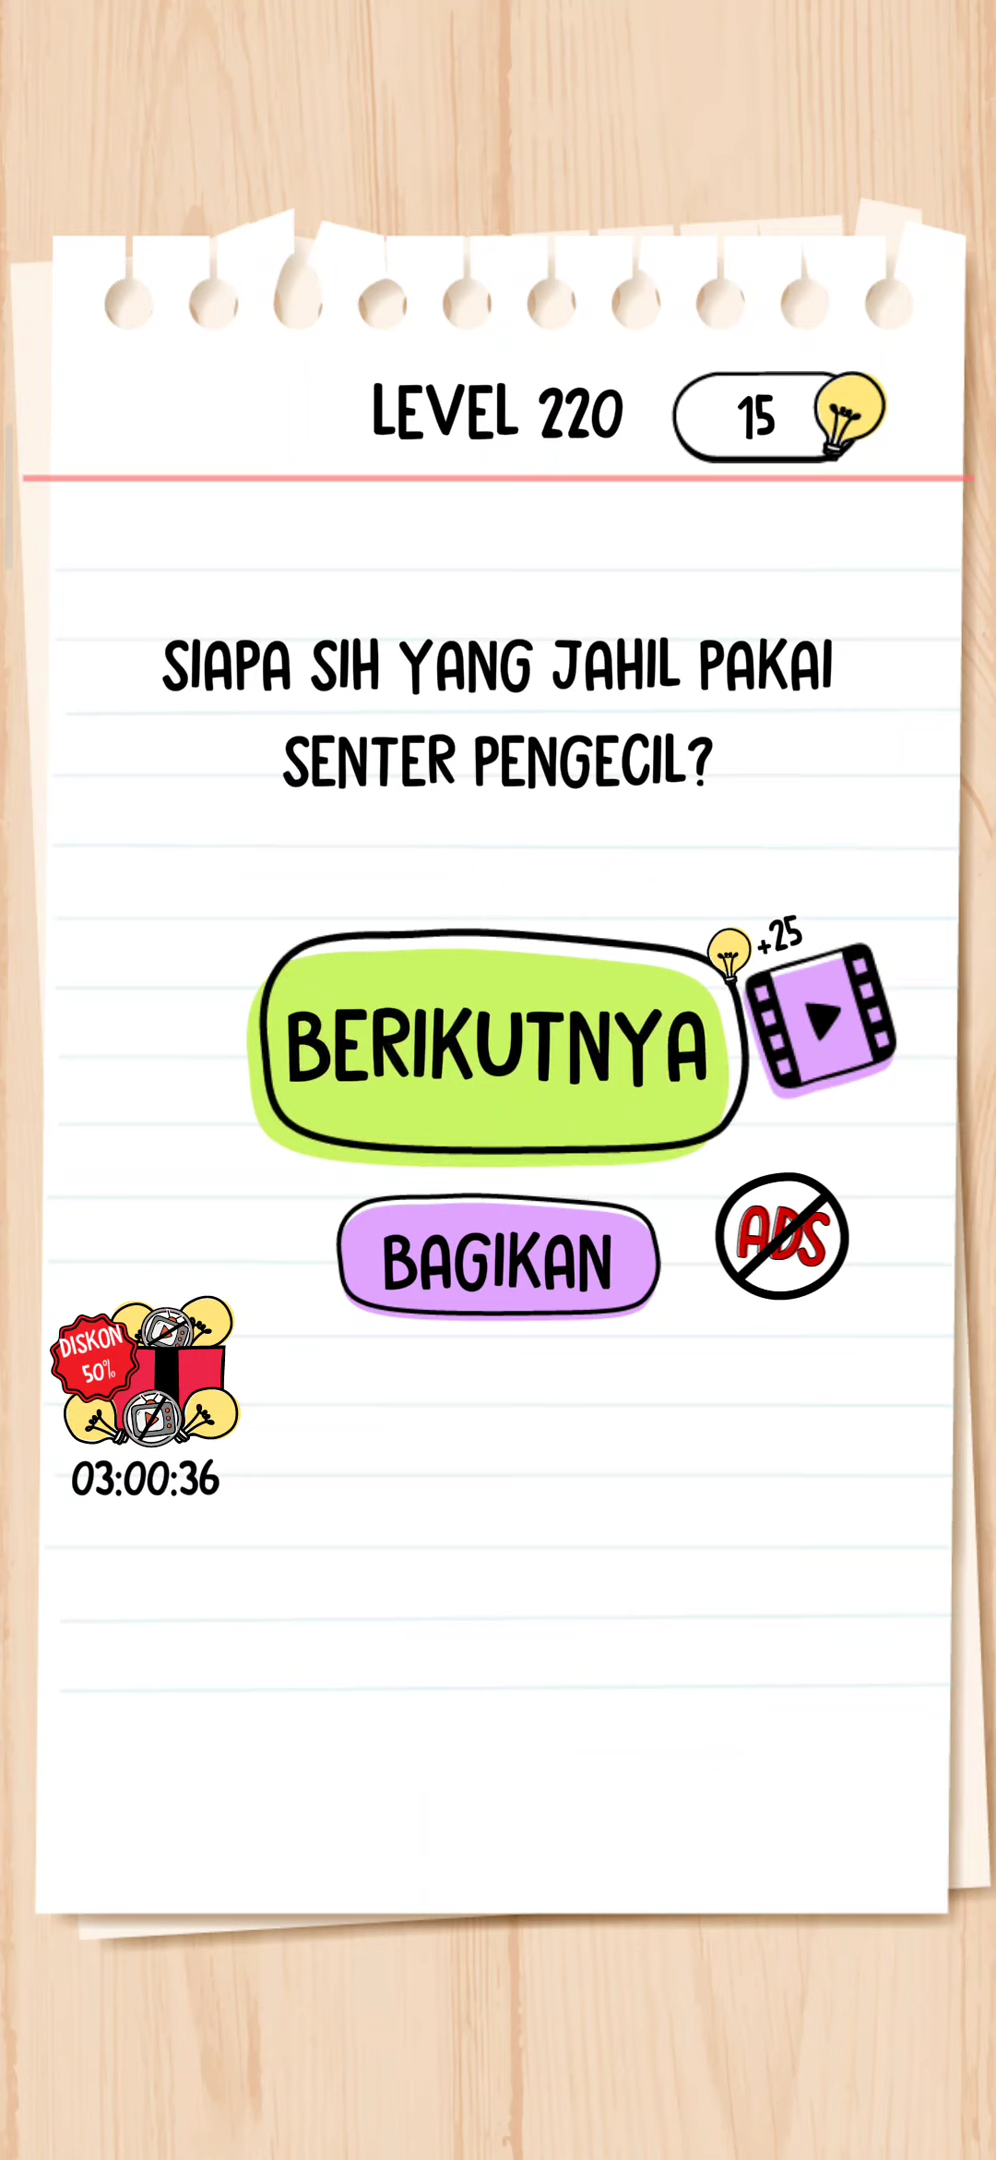 LEVEL 220
15
SIAPA SIH YANG JAHIL PAKAI
SENTER PENGECIL?
+25
BERIKUTNYA
BAGIKAN
ADS
DISKON
50%
03:00:36